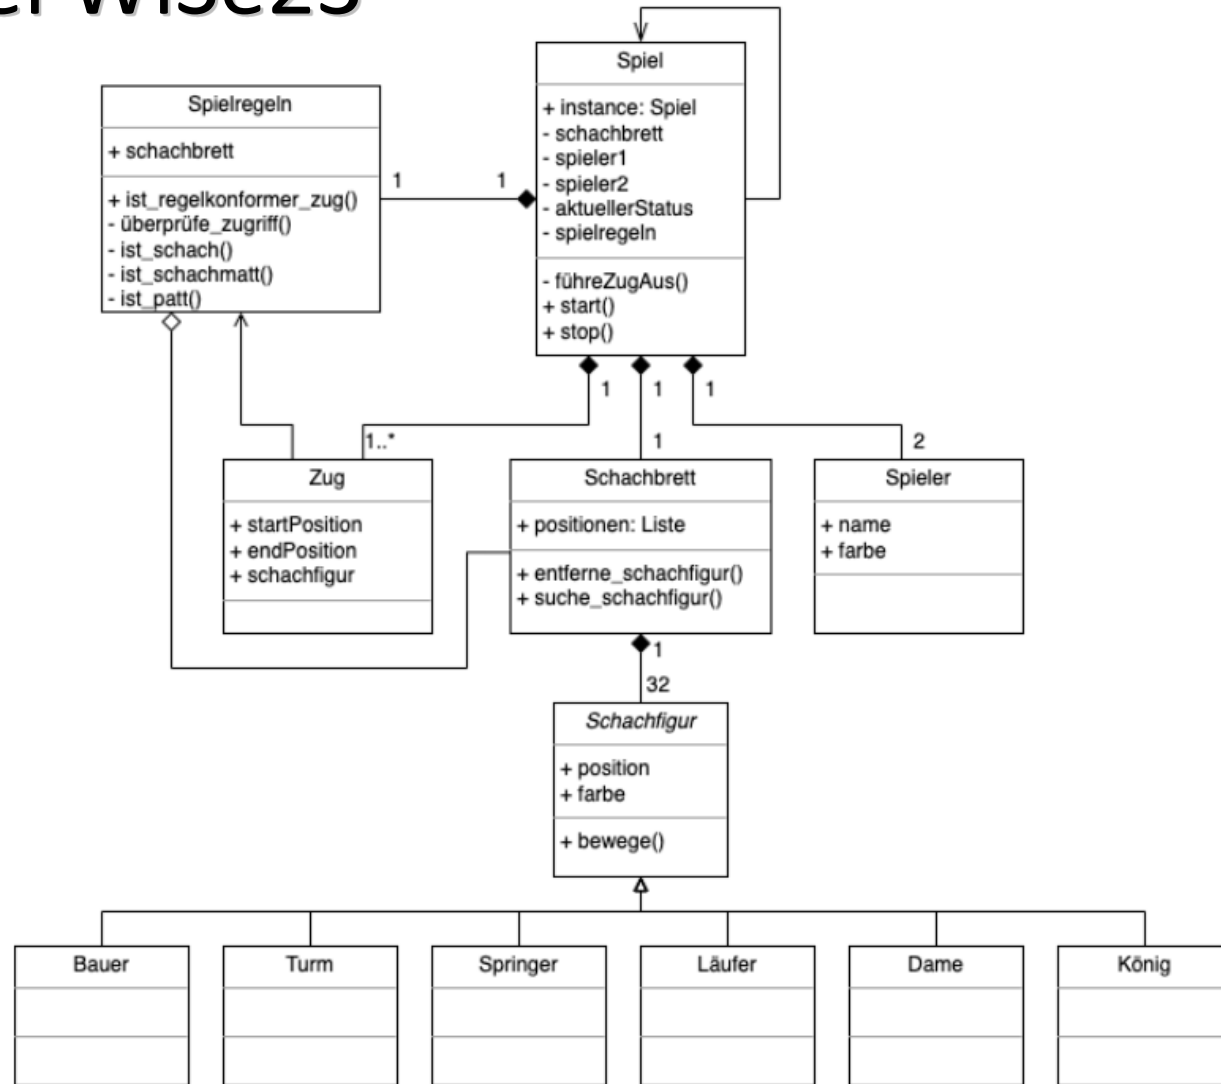 er WiSe23
Spiel
+ instance: Spiel
- schachbrett
- spieler1
- spieler2
- aktuellerStatus
- spielregeln
- führeZugAus()
+ start()
+ stop()
Spielregeln
+ schachbrett
+ ist_regelkonformer_zug()
- überprüfe_zugriff()
- ist_schach()
- ist_schachmatt()
- ist_patt()
1
1
1
1
1
1..*
1
2
Zug
+ startPosition
+ endPosition
+ schachfigur
Schachbrett
+ positionen: Liste
+ entferne_schachfigur()
+ suche_schachfigur()
Spieler
+ name
+ farbe
1
32
Schachfigur
+ position
+ farbe
+ bewege()
Bauer
Turm
Springer
Läufer
Dame
König